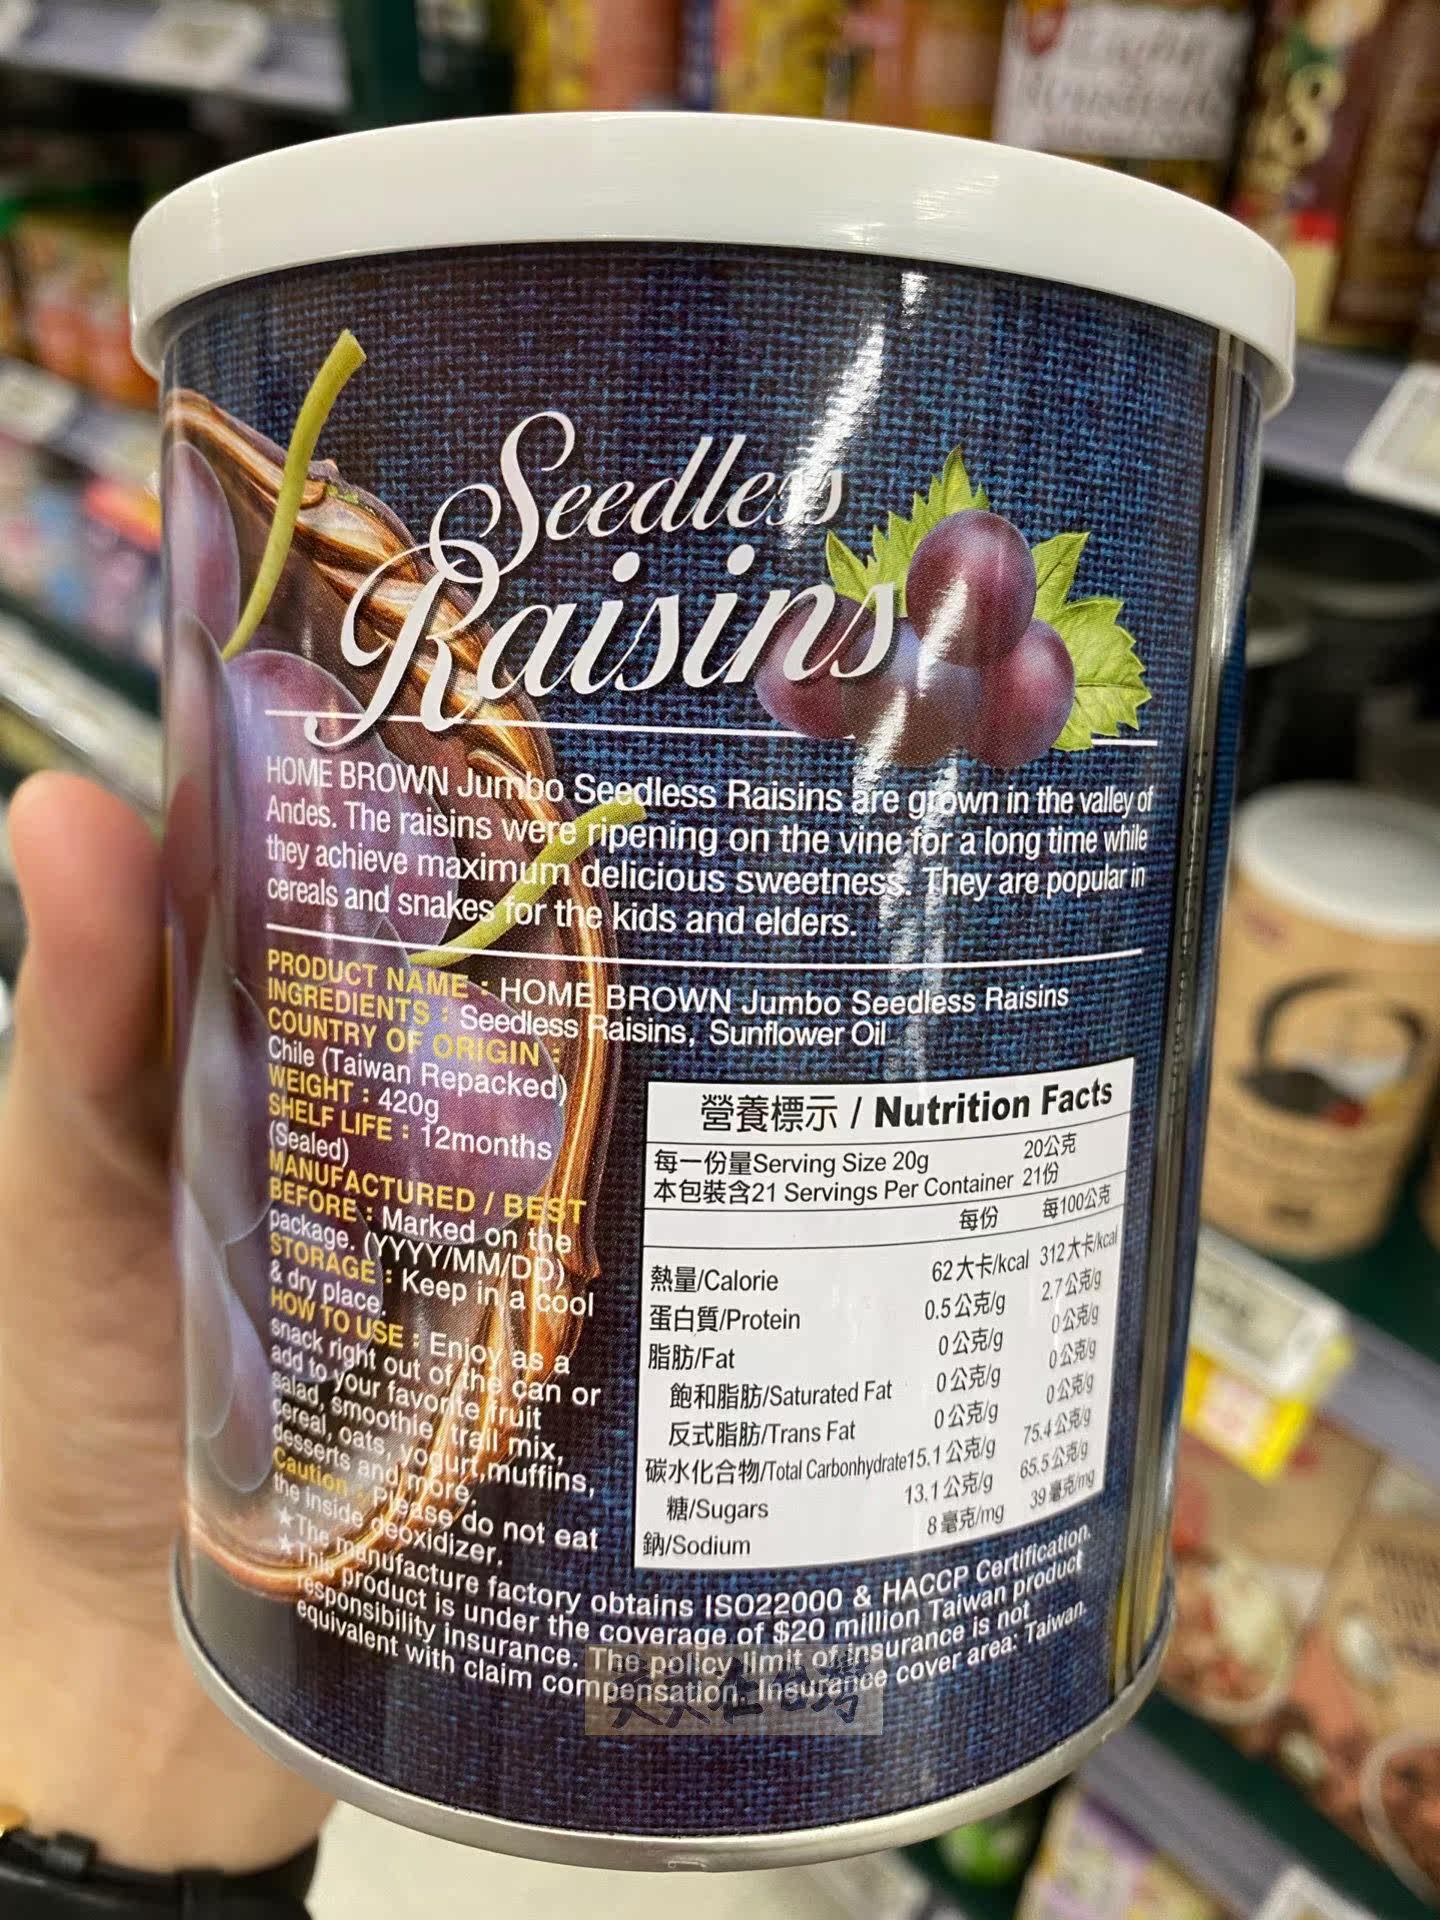 Seedless
Raisins
HOME BROWN Jumbo Seedless Raisins are grown in the valley of
Andes. The raisins were ripening on the vine for a long time while
they achieve maximum delicious sweetness. They are popular in
cereals and snakes for the kids and elders.
PRODUCT NAME : HOME BROWN Jumbo Seedless Raisins
INGREDIENTS : Seedless Raisins, Sunflower Oil
COUNTRY OF ORIGIN :
Chile (Taiwan Repacked)
WEIGHT : 420g
SHELF LIFE : 12months
(Sealed)
MANUFACTURED / BEST
BEFORE : Marked on the
package. (YYYY/MM/DD)
STORAGE : Keep in a cool
& dry place.
HOW TO USE : Enjoy as a
snack right out of the can or
add to your favorite fruit
salad, smoothie, trail mix,
cereal, oats, yogurt,muffins,
desserts and more.
Caution : Please do not eat
the inside deoxidizer.
營養標示 / Nutrition Facts
每一份量Serving Size 20g 20公克
本包裝含21 Servings Per Container 21份
每份 每100公克
熱量/Calorie 62大卡/kcal 312大卡/kcal
蛋白質/Protein 0.5公克/g 2.7公克/g
脂肪/Fat 0公克/g 0公克/g
飽和脂肪/Saturated Fat 0公克/g 0公克/g
反式脂肪/Trans Fat 0公克/g 0公克/g
碳水化合物/Total Carbonhydrate15.1公克/g 75.4公克/g
糖/Sugars 13.1公克/g 65.5公克/g
鈉/Sodium 8毫克/mg 39毫克/mg
★The manufacture factory obtains ISO22000 & HACCP Certification.
★This product is under the coverage of $20 million Taiwan product
responsibility insurance. The policy limit of insurance is not
equivalent with claim compensation. Insurance cover area: Taiwan.